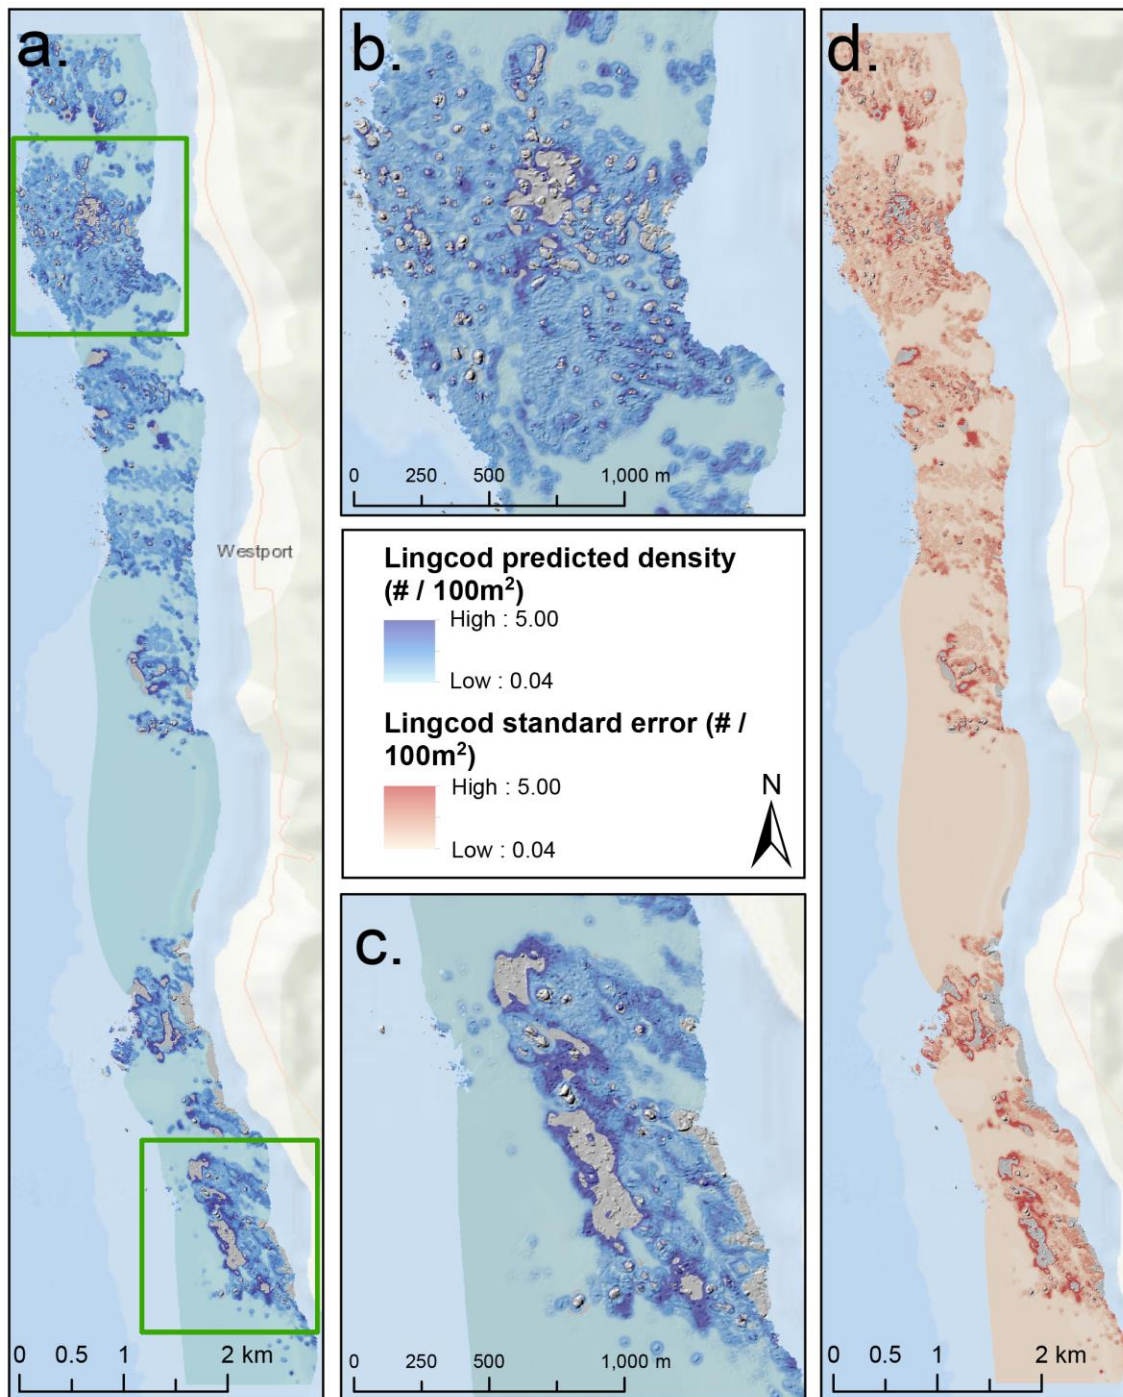 a.
b.
d.
0 250 500 1,000 m
Westport
Lingcod predicted density
(# / 100m²)
High : 5.00
Low : 0.04
Lingcod standard error (# /
100m²)
High : 5.00
Low : 0.04
N
c.
0 0.5 1 2 km
0 250 500 1,000 m
0 0.5 1 2 km